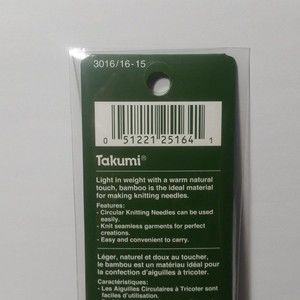 3016/16-15
0 51221 25164 1
Takumi®
Light in weight with a warm natural
touch, bamboo is the ideal material
for making knitting needles.
Features:
- Circular Knitting Needles can be used
easily.
- Knit seamless garments for perfect
creations.
- Easy and convenient to carry.
Léger, naturel et doux au toucher,
le bambou est un matériau idéal pour
la confection d'aiguilles à tricoter.
Caractéristiques:
- Les Aiguilles Circulaires à Tricoter sont
faciles d'utilisation.